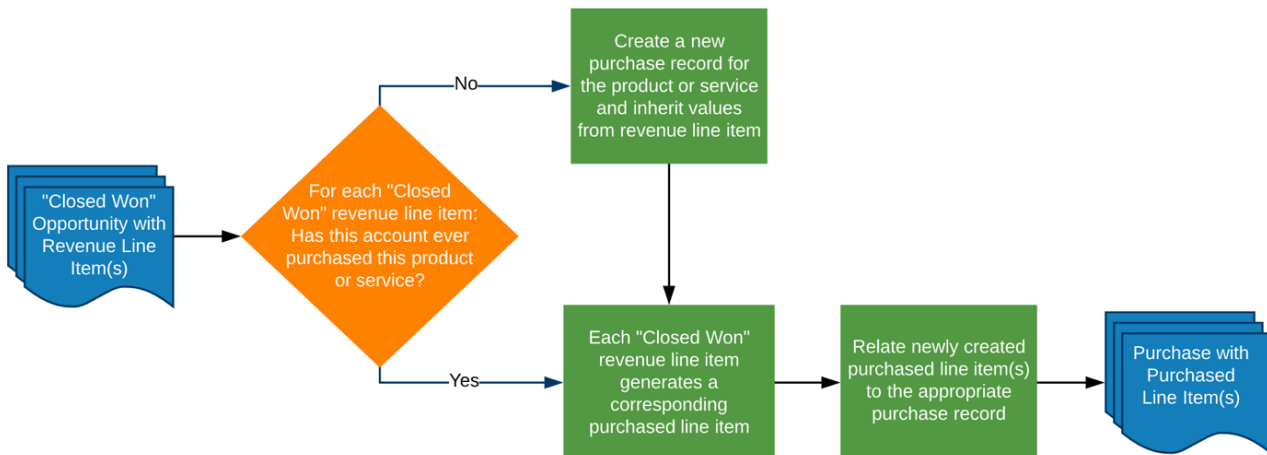 "Closed Won"
Opportunity with
Revenue Line
Item(s)
For each "Closed
Won" revenue line item:
Has this account ever
purchased this product
or service?
No
Create a new
purchase record for
the product or service
and inherit values
from revenue line item
Yes
Each "Closed Won"
revenue line item
generates a
corresponding
purchased line item
Relate newly created
purchased line item(s)
to the appropriate
purchase record
Purchase with
Purchased
Line Item(s)